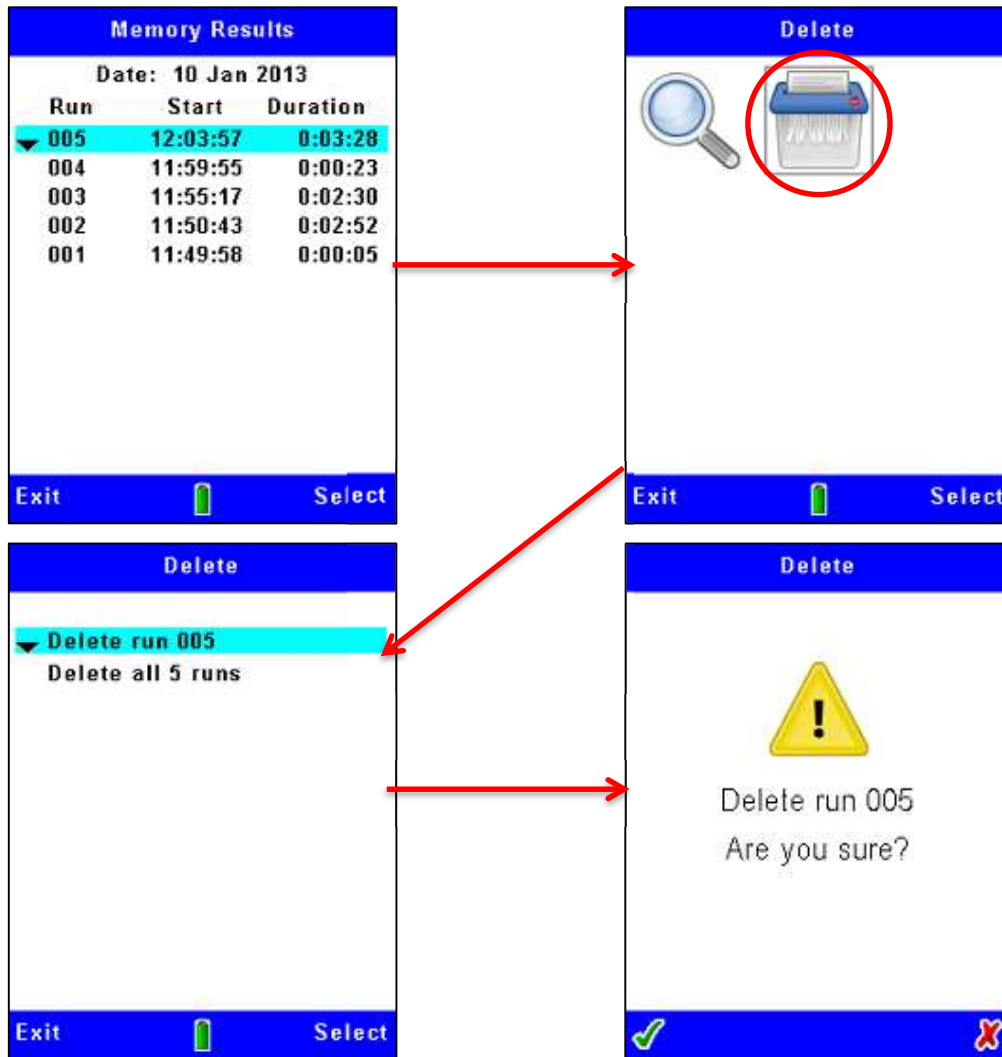 Memory Results
Date: 10 Jan 2013
Run Start Duration
005 12:03:57 0:03:28
004 11:59:55 0:00:23
003 11:55:17 0:02:30
002 11:50:43 0:02:52
001 11:49:58 0:00:05
Exit Select
Delete
Exit Select
Delete
Delete run 005
Delete all 5 runs
Exit Select
Delete
!
Delete run 005
Are you sure?